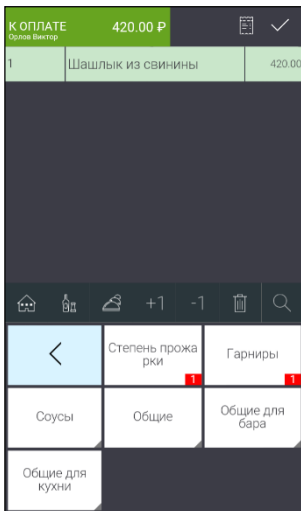 К ОПЛАТЕ 420.00 ₽
Орлов Виктор
1 Шашлык из свинины 420.00
+1 -1
Степень прожа
рки
1
Гарниры
1
Соусы
Общие
Общие для
бара
Общие для
кухни